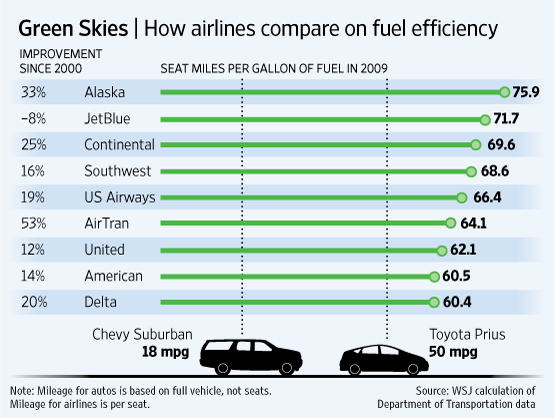 Green Skies | How airlines compare on fuel efficiency
IMPROVEMENT
SINCE 2000 SEAT MILES PER GALLON OF FUEL IN 2009
33% Alaska 75.9
–8% JetBlue 71.7
25% Continental 69.6
16% Southwest 68.6
19% US Airways 66.4
53% AirTran 64.1
12% United 62.1
14% American 60.5
20% Delta 60.4
Chevy Suburban
18 mpg
Toyota Prius
50 mpg
Note: Mileage for autos is based on full vehicle, not seats.
Mileage for airlines is per seat.
Source: WSJ calculation of
Department of Transportation data